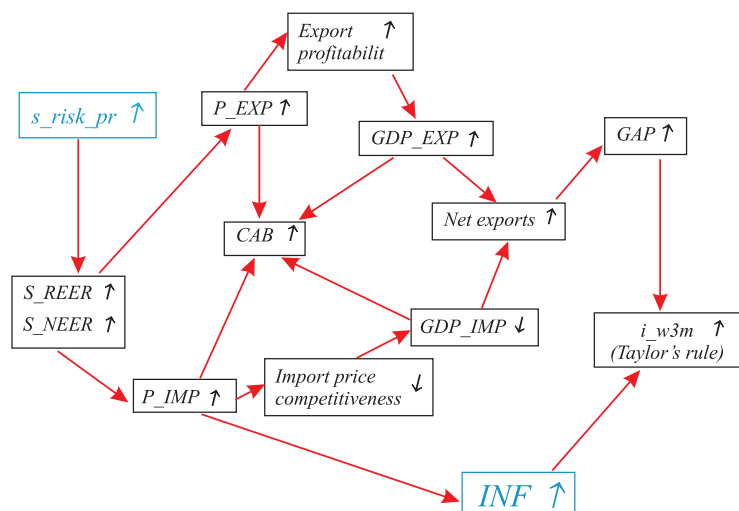 Export ↑
profitabilit
s_risk_pr ↑
P_EXP ↑
GDP_EXP ↑
GAP ↑
Net exports ↑
CAB ↑
S_REER ↑
S_NEER ↑
GDP_IMP ↓
i_w3m ↑
(Taylor's rule)
P_IMP ↑
Import price ↓
competitiveness
INF ↑